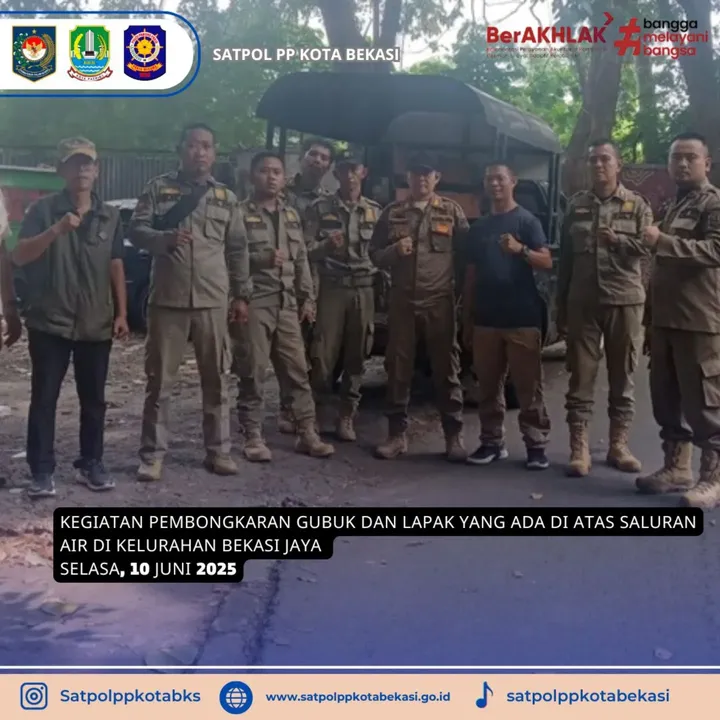 SATPOL PP KOTA BEKASI
BerAKHLAK
# bangga
melayani
bangsa
KEGIATAN PEMBONGKARAN GUBUK DAN LAPAK YANG ADA DI ATAS SALURAN
AIR DI KELURAHAN BEKASI JAYA
SELASA, 10 JUNI 2025
Satpolppkotabks
www.satpolppkotabekasi.go.id
satpolppkotabekasi